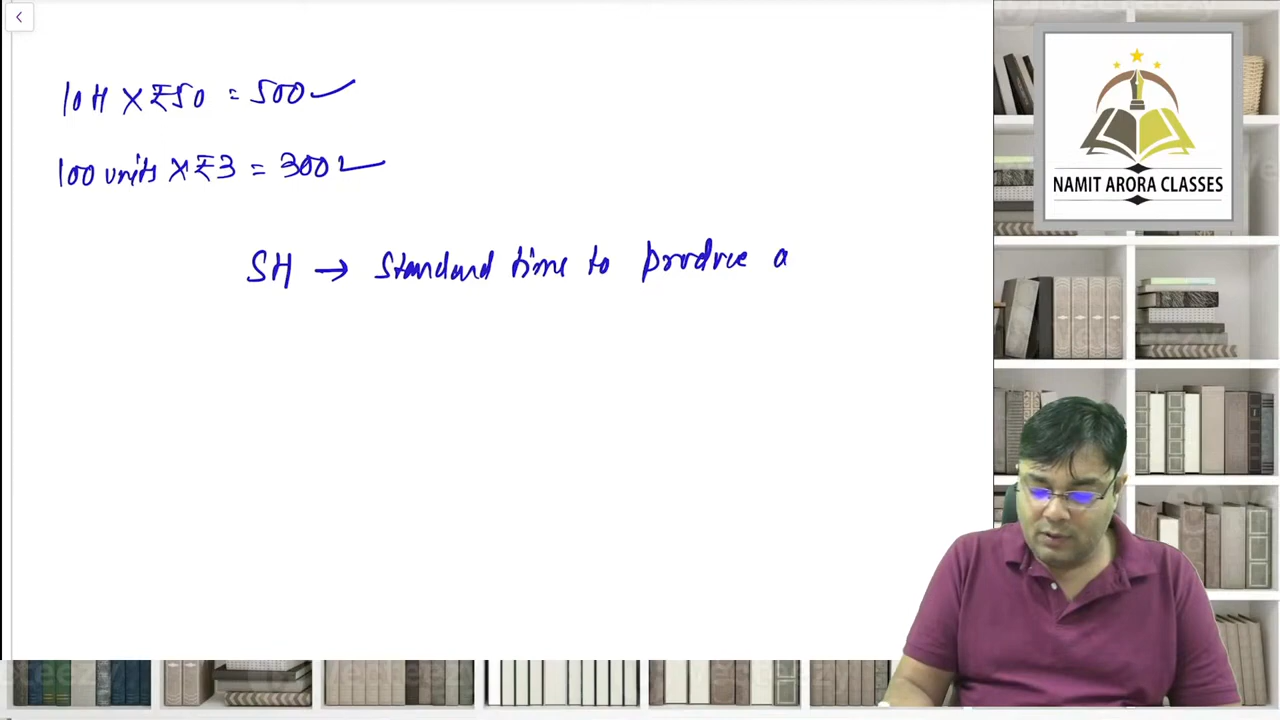 10H × ₹50 = 500
100 units × ₹3 = 300
SH → Standard time to produce a
NAMIT ARORA CLASSES